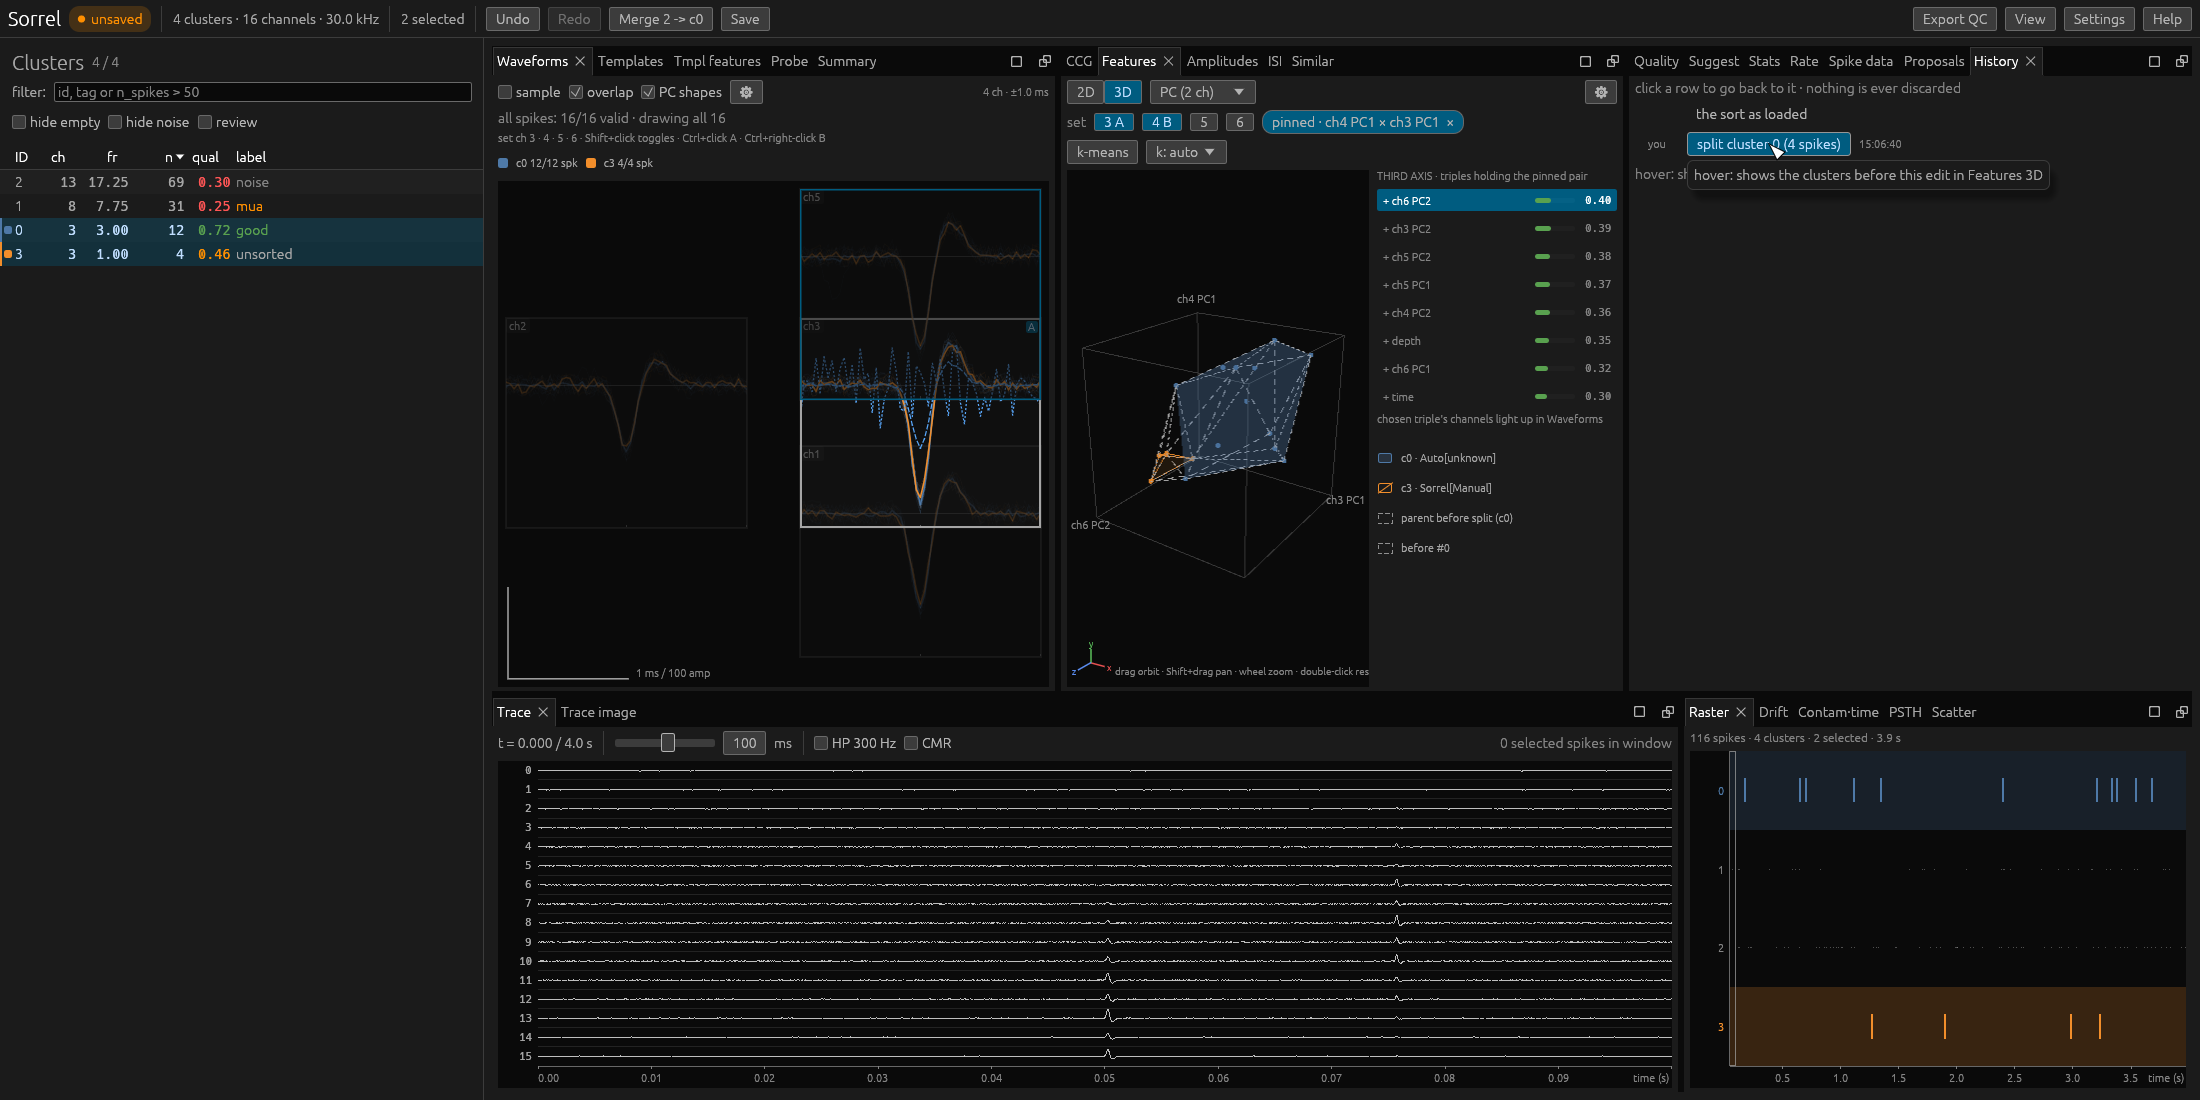 Sorrel
unsaved
4 clusters · 16 channels · 30.0 kHz
2 selected
Undo
Redo
Merge 2 -> c0
Save
Export QC
View
Settings
Help
Clusters 4 / 4
filter: id, tag or n_spikes > 50
hide empty
hide noise
review
ID ch fr n qual label
2 13 17.25 69 0.30 noise
1 8 7.75 31 0.25 mua
0 3 3.00 12 0.72 good
3 3 1.00 4 0.46 unsorted
Waveforms
Templates
Tmpl features
Probe
Summary
sample
overlap
PC shapes
4 ch · ±1.0 ms
all spikes: 16/16 valid · drawing all 16
set ch 3 · 4 · 5 · 6 · Shift+click toggles · Ctrl+click A · Ctrl+right-click B
c0 12/12 spk
c3 4/4 spk
ch5
ch2
ch3
A
ch1
1 ms / 100 amp
CCG
Features
Amplitudes
ISI
Similar
2D
3D
PC (2 ch)
set
3 A
4 B
5
6
pinned · ch4 PC1 × ch3 PC1 ×
k-means
k: auto
THIRD AXIS · triples holding the pinned pair
+ ch6 PC2 0.40
+ ch3 PC2 0.39
+ ch5 PC2 0.38
+ ch5 PC1 0.37
+ ch4 PC2 0.36
+ depth 0.35
+ ch6 PC1 0.32
+ time 0.30
chosen triple's channels light up in Waveforms
c0 · Auto[unknown]
c3 · Sorrel[Manual]
parent before split (c0)
before #0
ch4 PC1
ch3 PC1
ch6 PC2
y
x
z
drag orbit · Shift+drag pan · wheel zoom · double-click res
Quality
Suggest
Stats
Rate
Spike data
Proposals
History
click a row to go back to it · nothing is ever discarded
the sort as loaded
you
split cluster 0 (4 spikes)
15:06:40
hover: sh
hover: shows the clusters before this edit in Features 3D
Trace
Trace image
t = 0.000 / 4.0 s
100 ms
HP 300 Hz
CMR
0 selected spikes in window
0
1
2
3
4
5
6
7
8
9
10
11
12
13
14
15
0.00 0.01 0.02 0.03 0.04 0.05 0.06 0.07 0.08 0.09 time (s)
Raster
Drift
Contam·time
PSTH
Scatter
116 spikes · 4 clusters · 2 selected · 3.9 s
0
1
2
3
0.5 1.0 1.5 2.0 2.5 3.0 3.5 time (s)